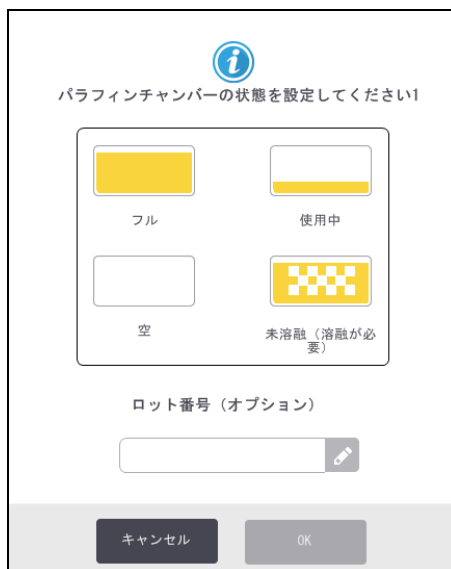 パラフィンチャンバーの状態を設定してください1
フル
使用中
空
未溶融（溶融が必
要）
ロット番号（オプション）
キャンセル
OK